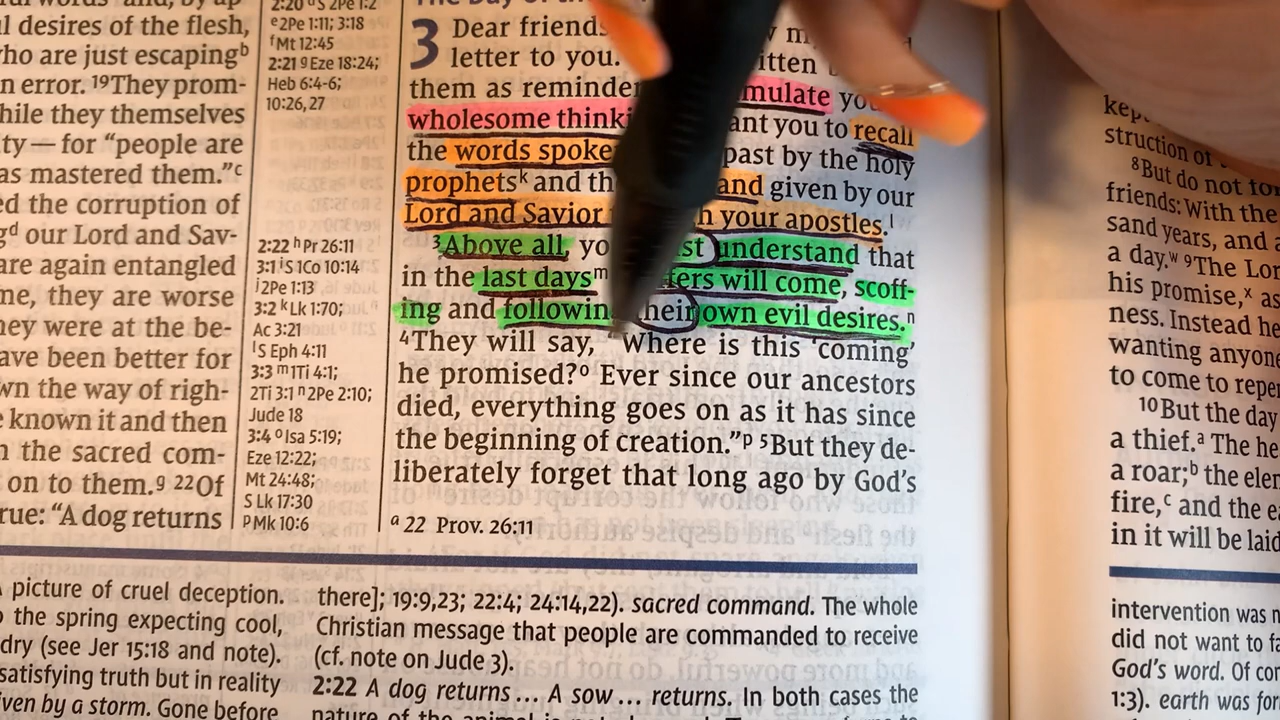 l desires of the flesh,
ho are just escapingᵇ
n error. ¹⁹They prom-
hile they themselves
ty — for “people are
as mastered them.”ᶜ
ed the corruption of
gᵈ our Lord and Sav-
are again entangled
me, they are worse
hey were at the be-
ave been better for
wn the way of righ-
e known it and then
n the sacred com-
on to them.ᵍ ²²Of
rue: “A dog returns
ᵉ2Pe 1:11; 3:18
ᶠMt 12:45
2:21 ᵍEze 18:24;
Heb 6:4-6;
10:26,27
2:22 ʰPr 26:11
3:1 ⁱS 1Co 10:14
ʲ2Pe 1:13
3:2 ᵏLk 1:70;
Ac 3:21
ˡS Eph 4:11
3:3 ᵐ1Ti 4:1;
2Ti 3:1 ⁿ2Pe 2:10;
Jude 18
3:4 ᵒIsa 5:19;
Eze 12:22;
Mt 24:48;
S Lk 17:30
ᵖMk 10:6
3 Dear friends
letter to you. itten
them as reminder mulate
wholesome thinki ant you to recall
the words spoke past by the holy
prophetsᵏ and th and given by our
Lord and Savior h your apostles.ˡ
³Above all, yo st understand that
in the last daysᵐ fers will come, scoff-
ing and followin their own evil desires.ⁿ
⁴They will say, “Where is this ‘coming’
he promised?ᵒ Ever since our ancestors
died, everything goes on as it has since
the beginning of creation.”ᵖ ⁵But they de-
liberately forget that long ago by God’s
ᵃ 22 Prov. 26:11
struction of
⁸But do not for
friends: With the
sand years, and a
a day.ʷ ⁹The Lor
his promise,ˣ as
ness. Instead he
wanting anyone
to come to repe
¹⁰But the day
a thief.ᵃ The he
a roar;ᵇ the elen
fire,ᶜ and the ea
in it will be laid
picture of cruel deception.
the spring expecting cool,
dry (see Jer 15:18 and note).
satisfying truth but in reality
iven by a storm. Gone before
there]; 19:9,23; 22:4; 24:14,22). sacred command. The whole
Christian message that people are commanded to receive
(cf. note on Jude 3).
2:22 A dog returns ... A sow ... returns. In both cases the
intervention was n
did not want to fa
God’s word. Of cou
1:3). earth was for